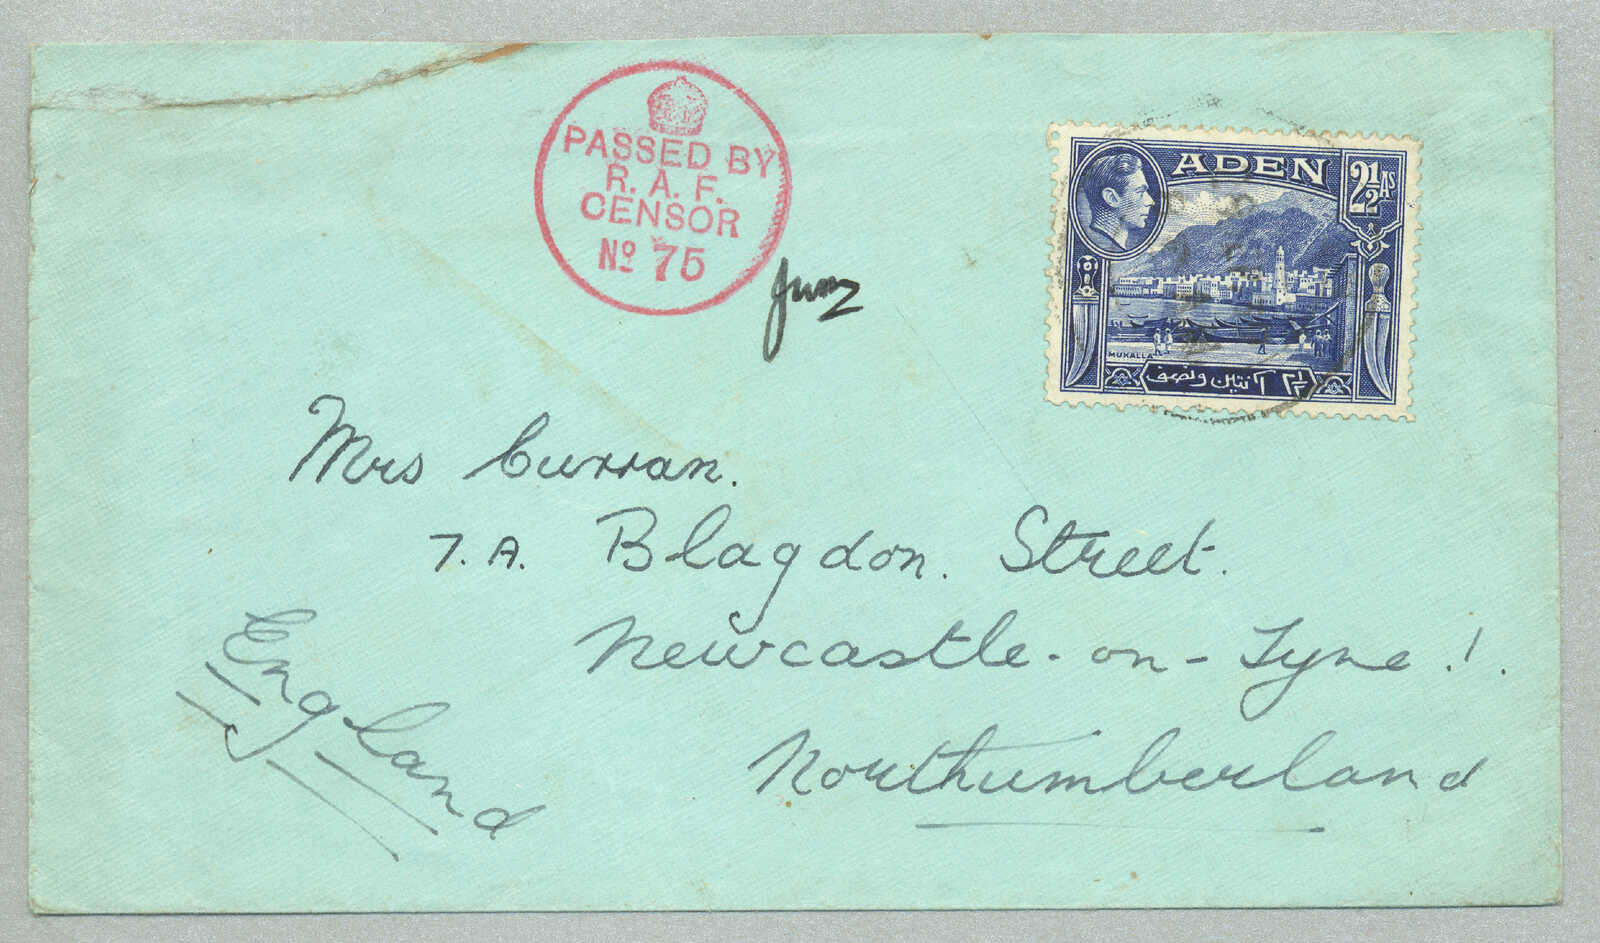 PASSED BY
R. A. F.
CENSOR
Nº 75
ADEN
2½ As
MUKALLA
آنتين ونصف ٢½
Mrs Curran.
7.A. Blagdon. Street.
Newcastle-on-Tyne.1.
Northumberland
England